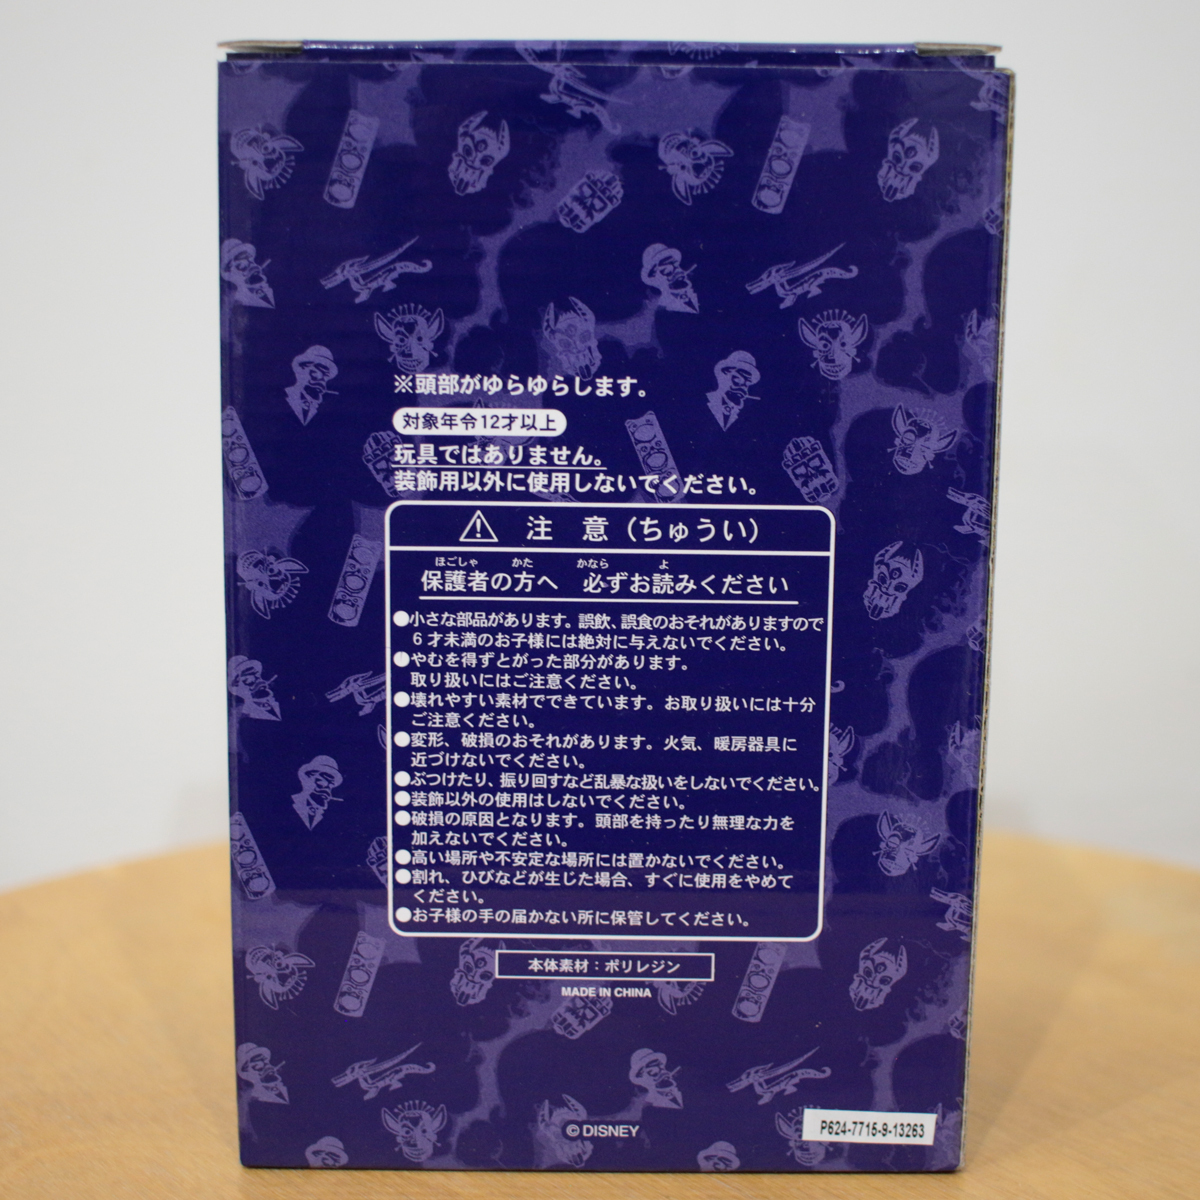 ※頭部がゆらゆらします。
対象年令12才以上
玩具ではありません。
装飾用以外に使用しないでください。
⚠ 注 意（ちゅうい）
ほごしゃ かた かなら よ
保護者の方へ 必ずお読みください
●小さな部品があります。誤飲、誤食のおそれがありますので
6才未満のお子様には絶対に与えないでください。
●やむを得ずとがった部分があります。
取り扱いにはご注意ください。
●壊れやすい素材でできています。お取り扱いには十分
ご注意ください。
●変形、破損のおそれがあります。火気、暖房器具に
近づけないでください。
●ぶつけたり、振り回すなど乱暴な扱いをしないでください。
●装飾以外の使用はしないでください。
●破損の原因となります。頭部を持ったり無理な力を
加えないでください。
●高い場所や不安定な場所には置かないでください。
●割れ、ひびなどが生じた場合、すぐに使用をやめて
ください。
●お子様の手の届かない所に保管してください。
本体素材：ポリレジン
MADE IN CHINA
©DISNEY
P624-7715-9-13263